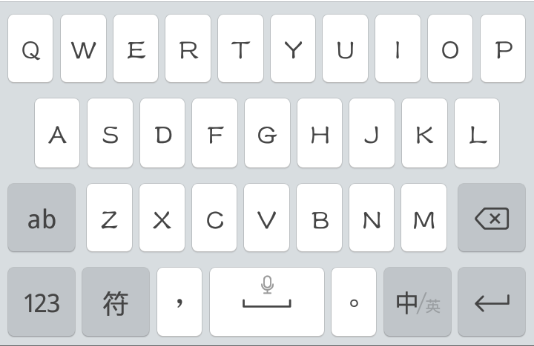 Q W E R T Y U I O P
A S D F G H J K L
ab Z X C V B N M
123 符 , 。 中/英